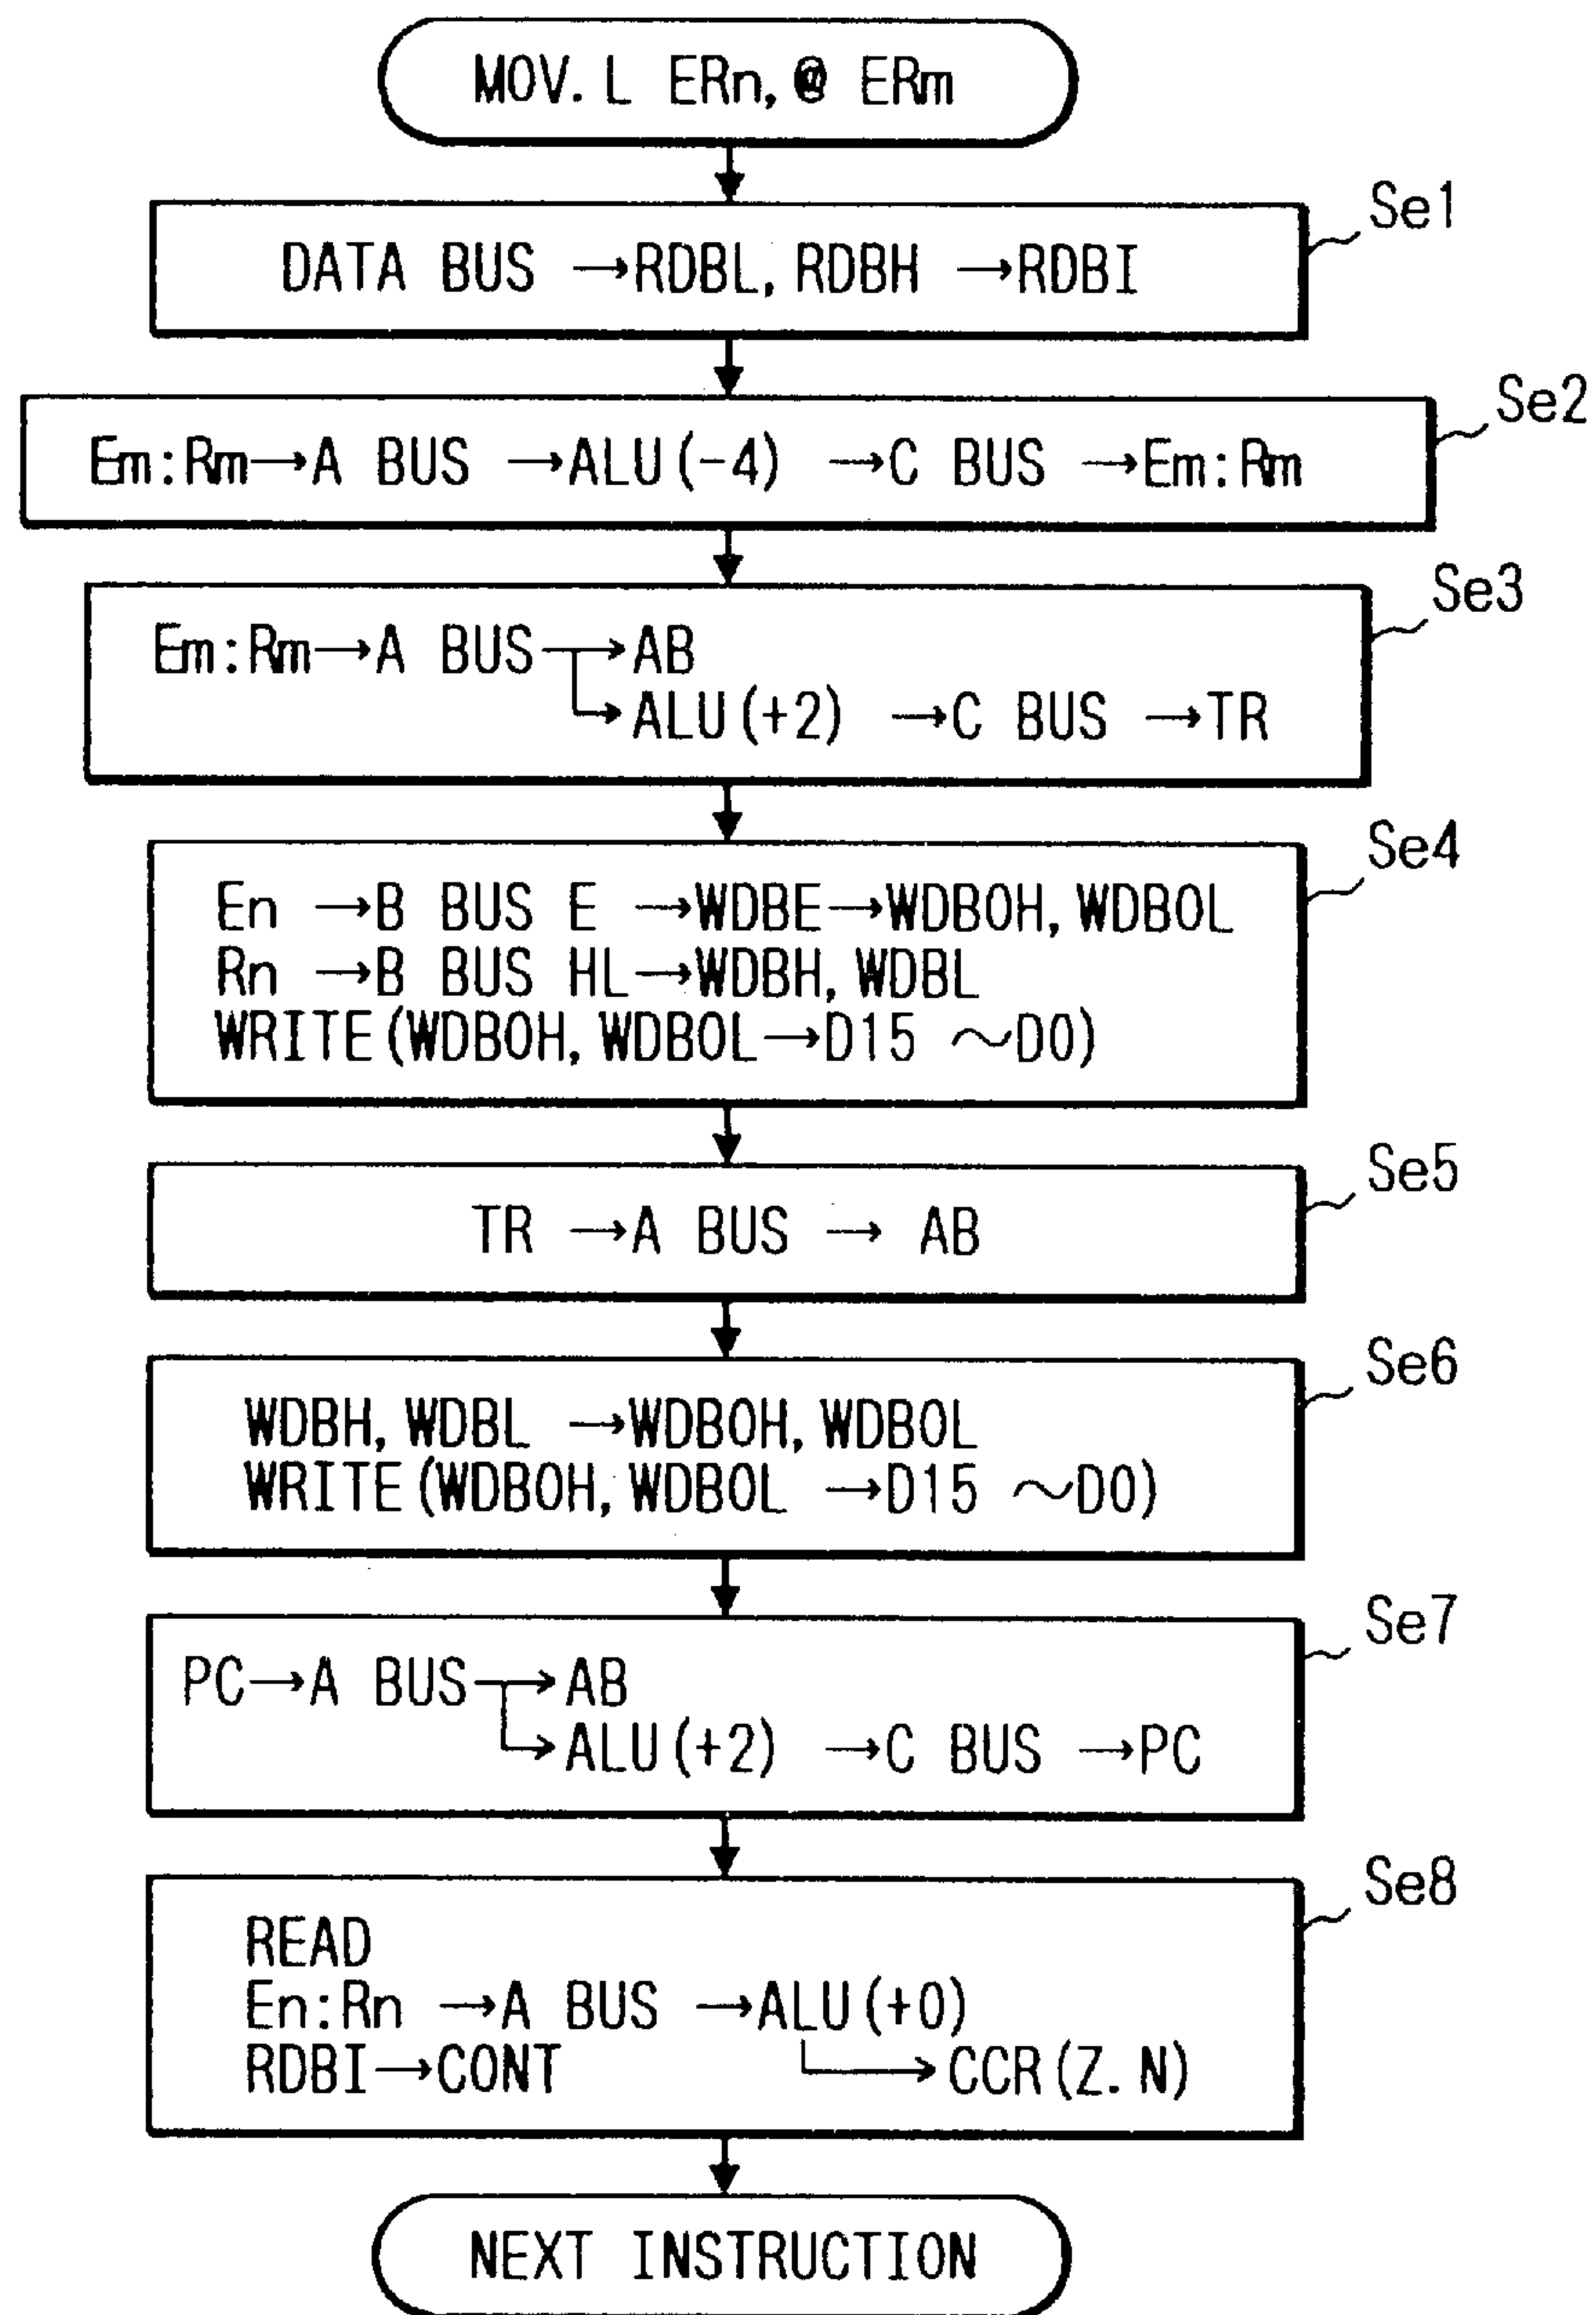 MOV. L ERn, @ ERm
Se1
DATA BUS →RDBL, RDBH →RDBI
Se2
Em:Rm→A BUS →ALU(-4) →C BUS →Em:Rm
Se3
Em:Rm→A BUS→AB
→ALU(+2) →C BUS →TR
Se4
En →B BUS E →WDBE→WDBOH, WDBOL
Rn →B BUS HL→WDBH, WDBL
WRITE(WDBOH, WDBOL→D15 ~D0)
Se5
TR →A BUS → AB
Se6
WDBH, WDBL →WDBOH, WDBOL
WRITE(WDBOH, WDBOL →D15 ~D0)
Se7
PC→A BUS→AB
→ALU(+2) →C BUS →PC
Se8
READ
En:Rn →A BUS →ALU(+0)
RDBI→CONT →CCR(Z. N)
NEXT INSTRUCTION